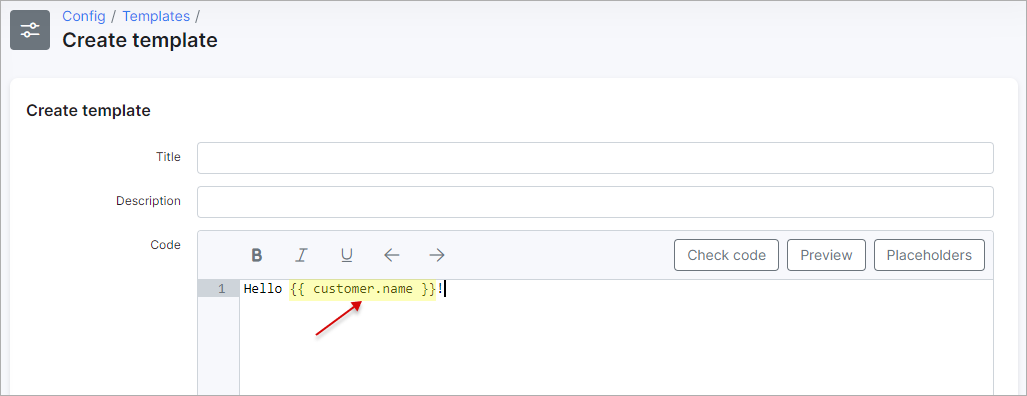 Config / Templates /
Create template
Create template
Title
Description
Code
B I U Check code Preview Placeholders
1 Hello {{ customer.name }}!